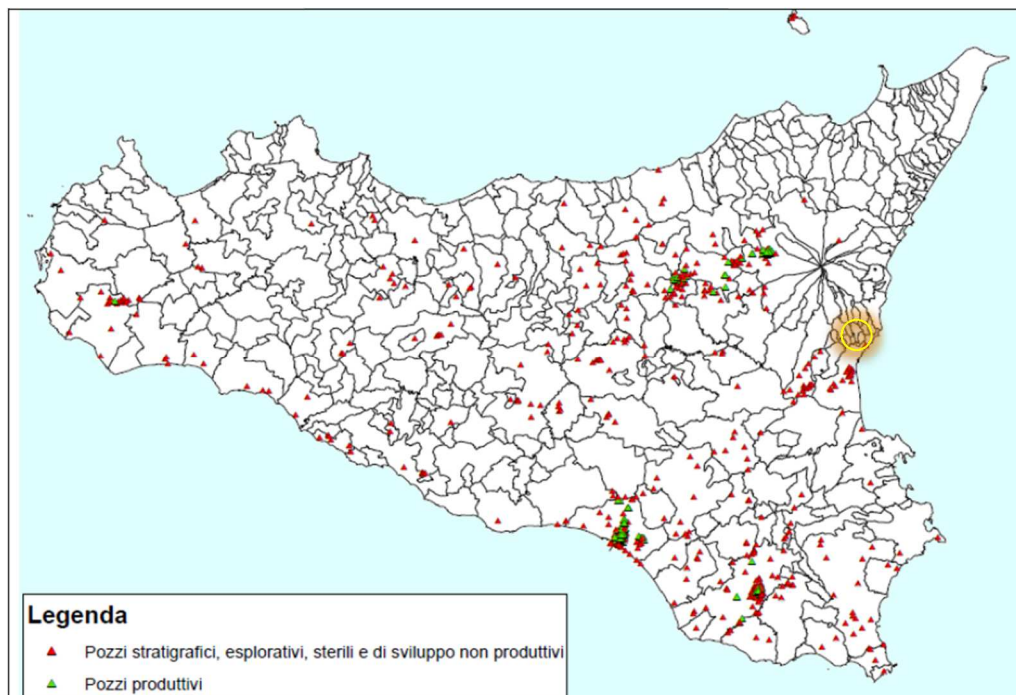 Legenda
Pozzi stratigrafici, esplorativi, sterili e di sviluppo non produttivi
Pozzi produttivi